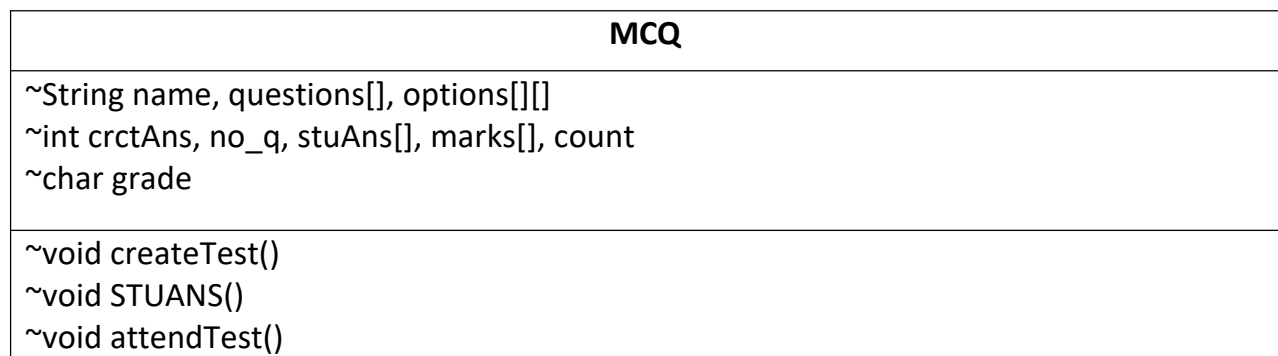 MCQ
~String name, questions[], options[][]
~int crctAns, no_q, stuAns[], marks[], count
~char grade
~void createTest()
~void STUANS()
~void attendTest()